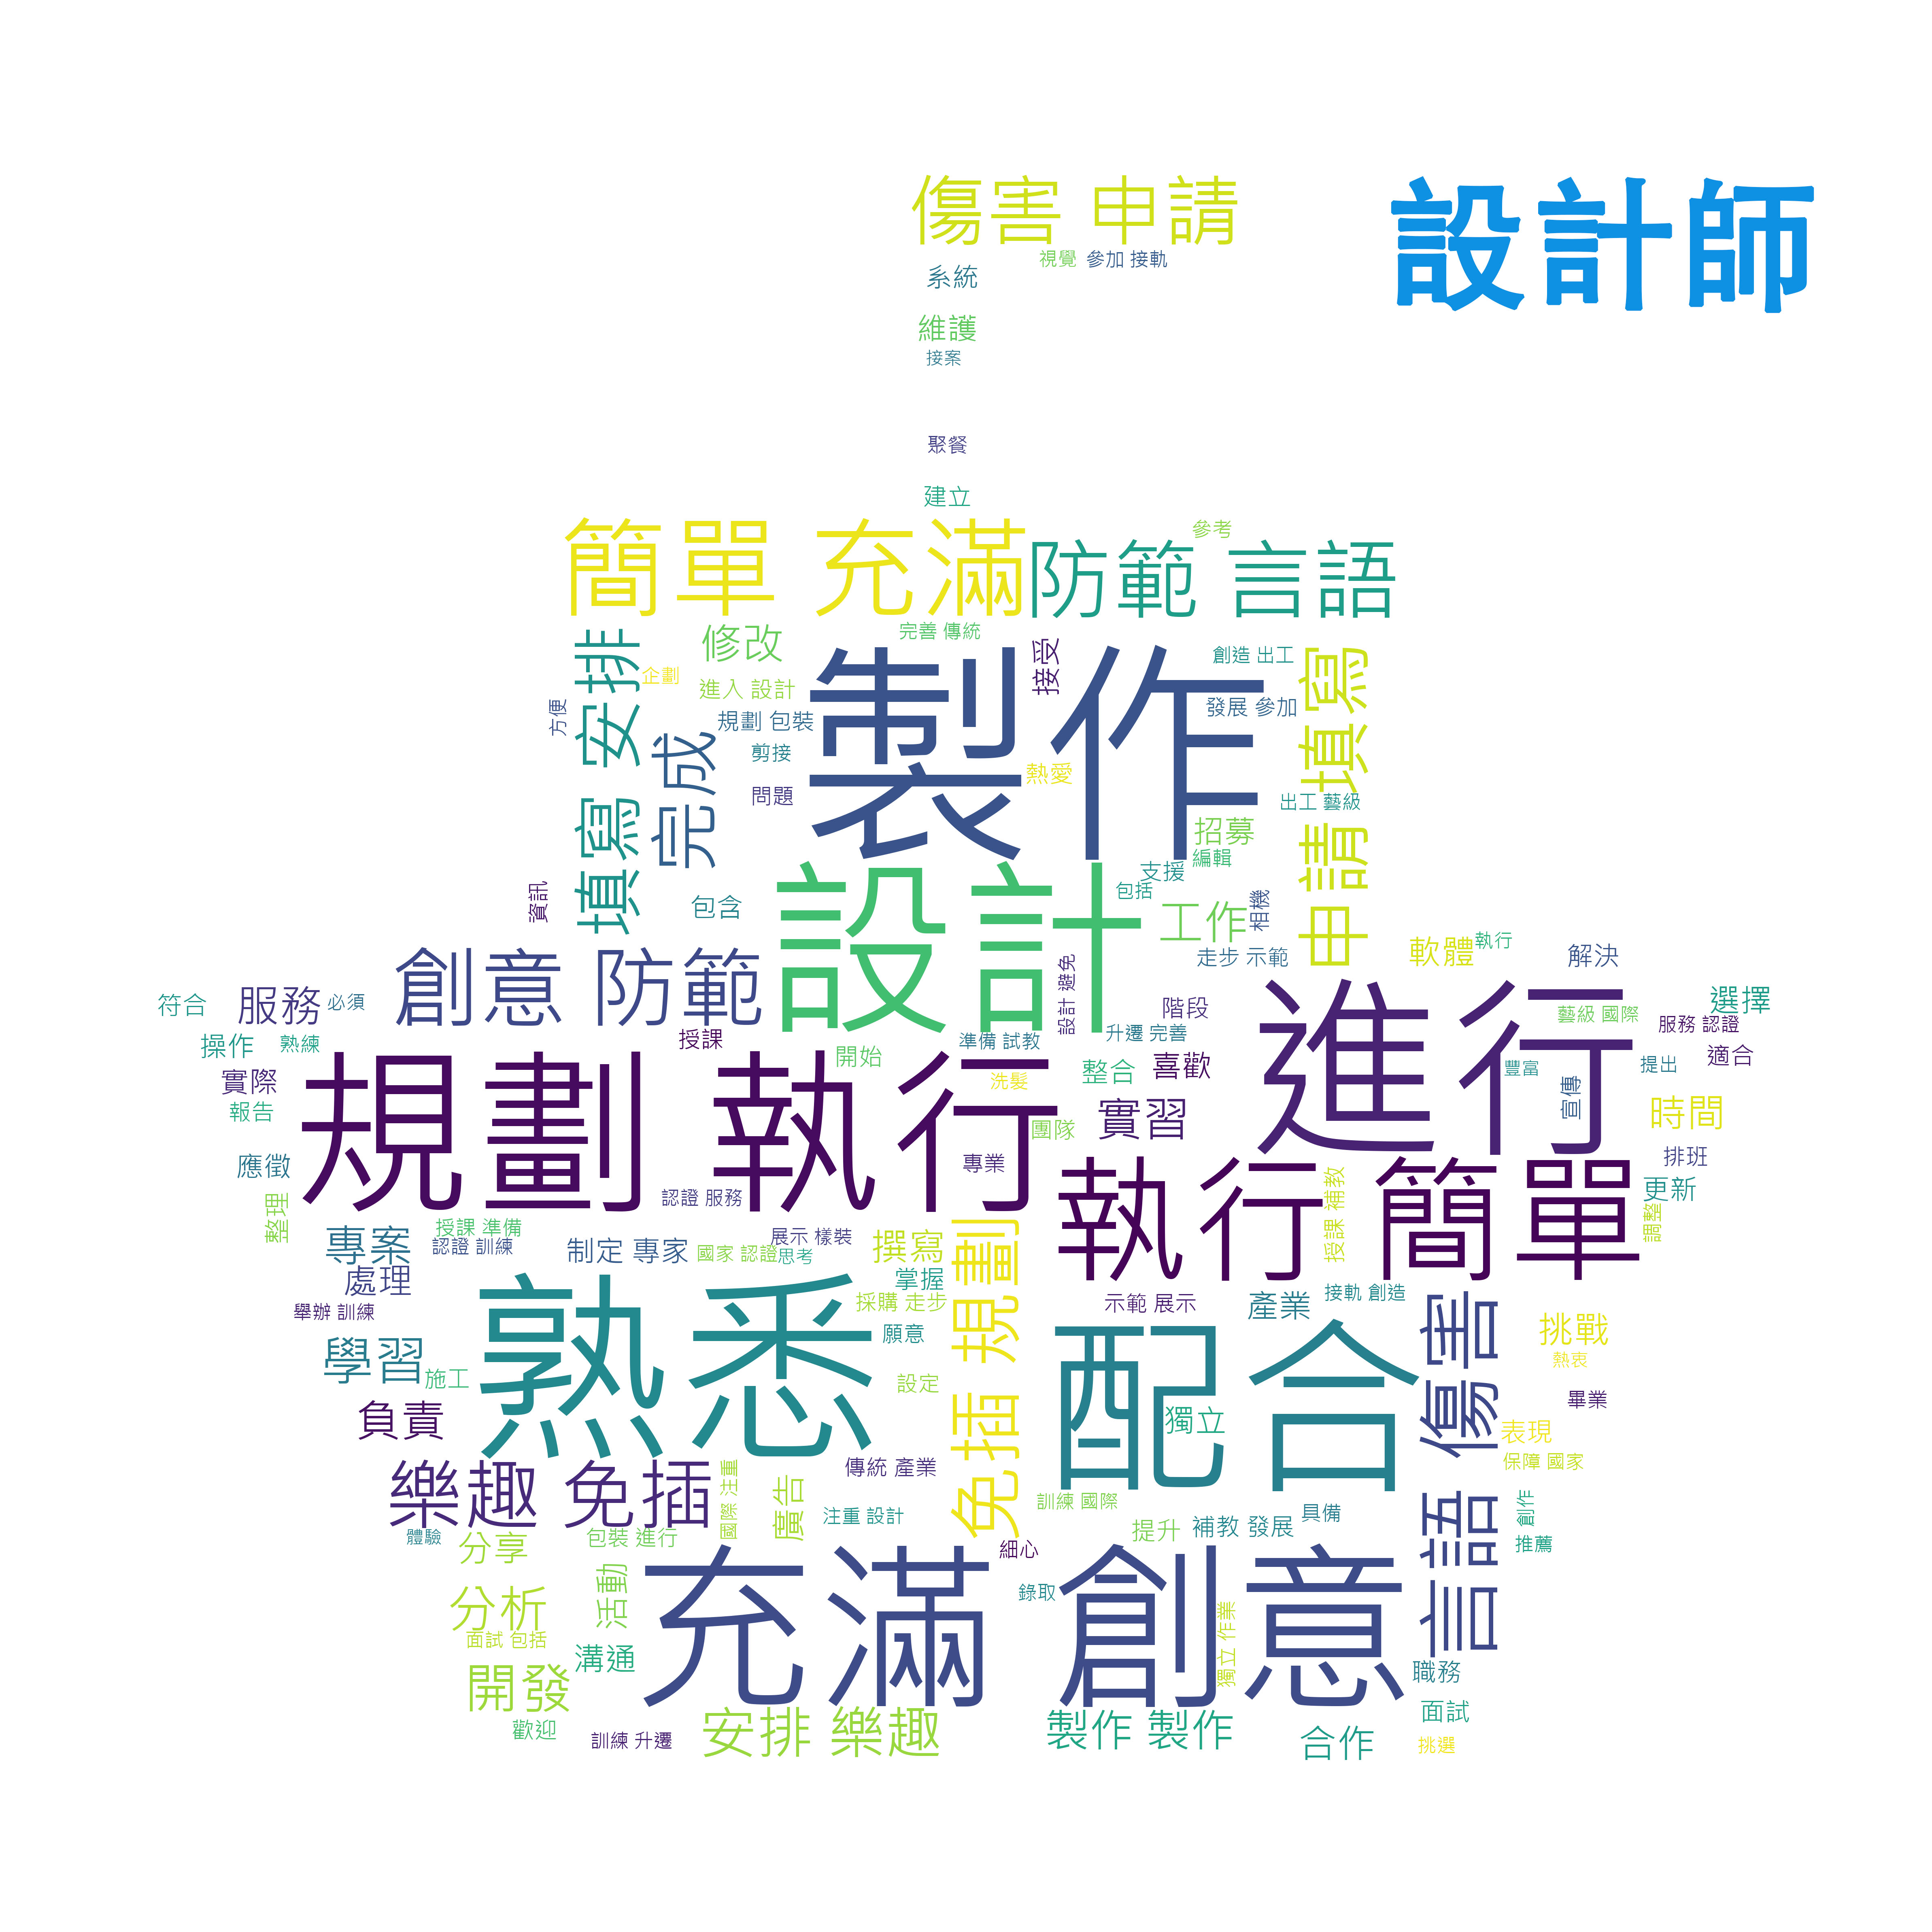 設計師
傷害 申請
視覺
參加 接軌
系統
維護
接案
聚餐
建立
簡單 充滿
防範 言語
參考
完善 傳統
修改
製作
接受
創造 出工
企劃
進入 設計
填寫 安排
申請 填寫
方便
規劃 包裝
發展 參加
完成
剪接
熱愛
問題
出工 藝級
招募
編輯
支援
設計
資訊
包含
包括
工作
相機
走步 示範
軟體
執行
解決
創意 防範
設計 避免
進行
符合
服務
必須
階段
選擇
藝級 國際
服務 認證
操作
熟練
授課
開始
準備 試教
升遷 完善
實際
規劃 執行
洗髮
整合
喜歡
豐富
提出
適合
宣傳
報告
團隊
實習
時間
應徵
專業
執行 簡單
排班
整理
認證 服務
授課 補教
更新
調整
專案
授課 準備
認證 訓練
制定 專家
國家 認證
思考
展示 樣裝
撰寫
免插 規劃
處理
掌握
舉辦 訓練
熟悉
採購 走步
示範 展示
產業
接軌 創造
學習
願意
配合
言語 傷害
挑戰
熱衷
施工
設定
畢業
負責
獨立
表現
保障 國家
樂趣 免插
國際 注重
廣告
傳統 產業
訓練 國際
注重 設計
具備
創作
體驗
分享
包裝 進行
細心
提升
補教 發展
推薦
活動
充滿 創意
錄取
分析
獨立 作業
面試 包括
溝通
職務
開發
面試
歡迎
訓練 升遷
安排 樂趣
製作 製作
合作
挑選